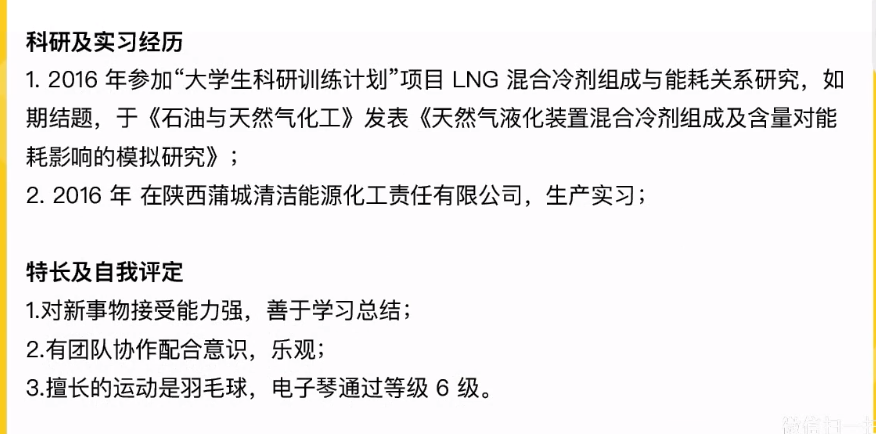 科研及实习经历
1. 2016 年参加“大学生科研训练计划”项目 LNG 混合冷剂组成与能耗关系研究，如
期结题，于《石油与天然气化工》发表《天然气液化装置混合冷剂组成及含量对能
耗影响的模拟研究》；
2. 2016 年 在陕西蒲城清洁能源化工责任有限公司，生产实习；
特长及自我评定
1.对新事物接受能力强，善于学习总结；
2.有团队协作配合意识，乐观；
3.擅长的运动是羽毛球，电子琴通过等级 6 级。